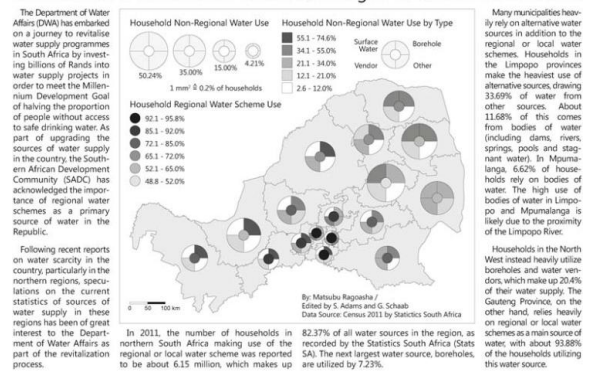 The Department of Water
Affairs (DWA) has embarked
on a journey to revitalise
water supply programmes
in South Africa by invest-
ing billions of Rands into
water supply projects in
order to meet the Millen-
nium Development Goal
of halving the proportion
of people without access
to safe drinking water. As
part of upgrading the
sources of water supply
in the country, the South-
ern African Development
Community (SADC) has
acknowledged the impor-
tance of regional water
schemes as a primary
source of water in the
Republic.
Following recent reports
on water scarcity in the
country, particularly in the
northern regions, specu-
lations on the current
statistics of sources of
water supply in these
regions has been of great
interest to the Depart-
ment of Water Affairs as
part of the revitalization
process.
Household Non-Regional Water Use
50.24%
35.00%
15.00%
4.21%
1 mm² ≙ 0.2% of households
Household Regional Water Scheme Use
92.1 - 95.8%
85.1 - 92.0%
72.1 - 85.0%
65.1 - 72.0%
52.1 - 65.0%
48.8 - 52.0%
Household Non-Regional Water Use by Type
55.1 - 74.6%
34.1 - 55.0%
21.1 - 34.0%
12.1 - 21.0%
2.6 - 12.0%
Surface
Water
Borehole
Vendor
Other
0 50 100 km
By: Matsubu Ragoasha /
Edited by S. Adams and G. Schaab
Data Source: Census 2011 by Statistics South Africa
In 2011, the number of households in
northern South Africa making use of the
regional or local water scheme was reported
to be about 6.15 million, which makes up
82.37% of all water sources in the region, as
recorded by the Statistics South Africa (Stats
SA). The next largest water source, boreholes,
are utilized by 7.23%.
Many municipalities heav-
ily rely on alternative water
sources in addition to the
regional or local water
schemes. Households in
the Limpopo provinces
make the heaviest use of
alternative sources, drawing
33.69% of water from
other sources. About
11.68% of this comes
from bodies of water
(including dams, rivers,
springs, pools and stag-
nant water). In Mpuma-
langa, 6.62% of house-
holds rely on bodies of
water. The high use of
bodies of water in Limpo-
po and Mpumalanga is
likely due to the proximity
of the Limpopo River.
Households in the North
West instead heavily utilize
boreholes and water ven-
dors, which make up 20.4%
of their water supply. The
Gauteng Province, on the
other hand, relies heavily
on regional or local water
schemes as a main source of
water, with about 93.88%
of the households utilizing
this water source.